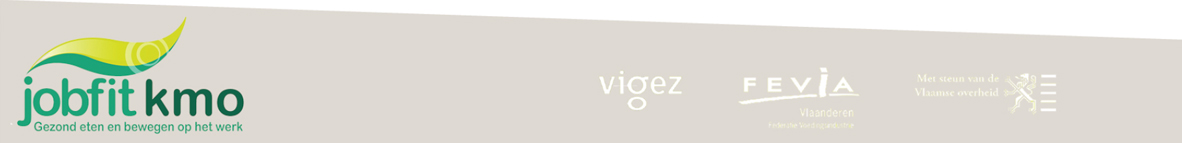 jobfit kmo
Gezond eten en bewegen op het werk
vigez
FEVIA
Vlaanderen
Met steun van de
Vlaamse overheid